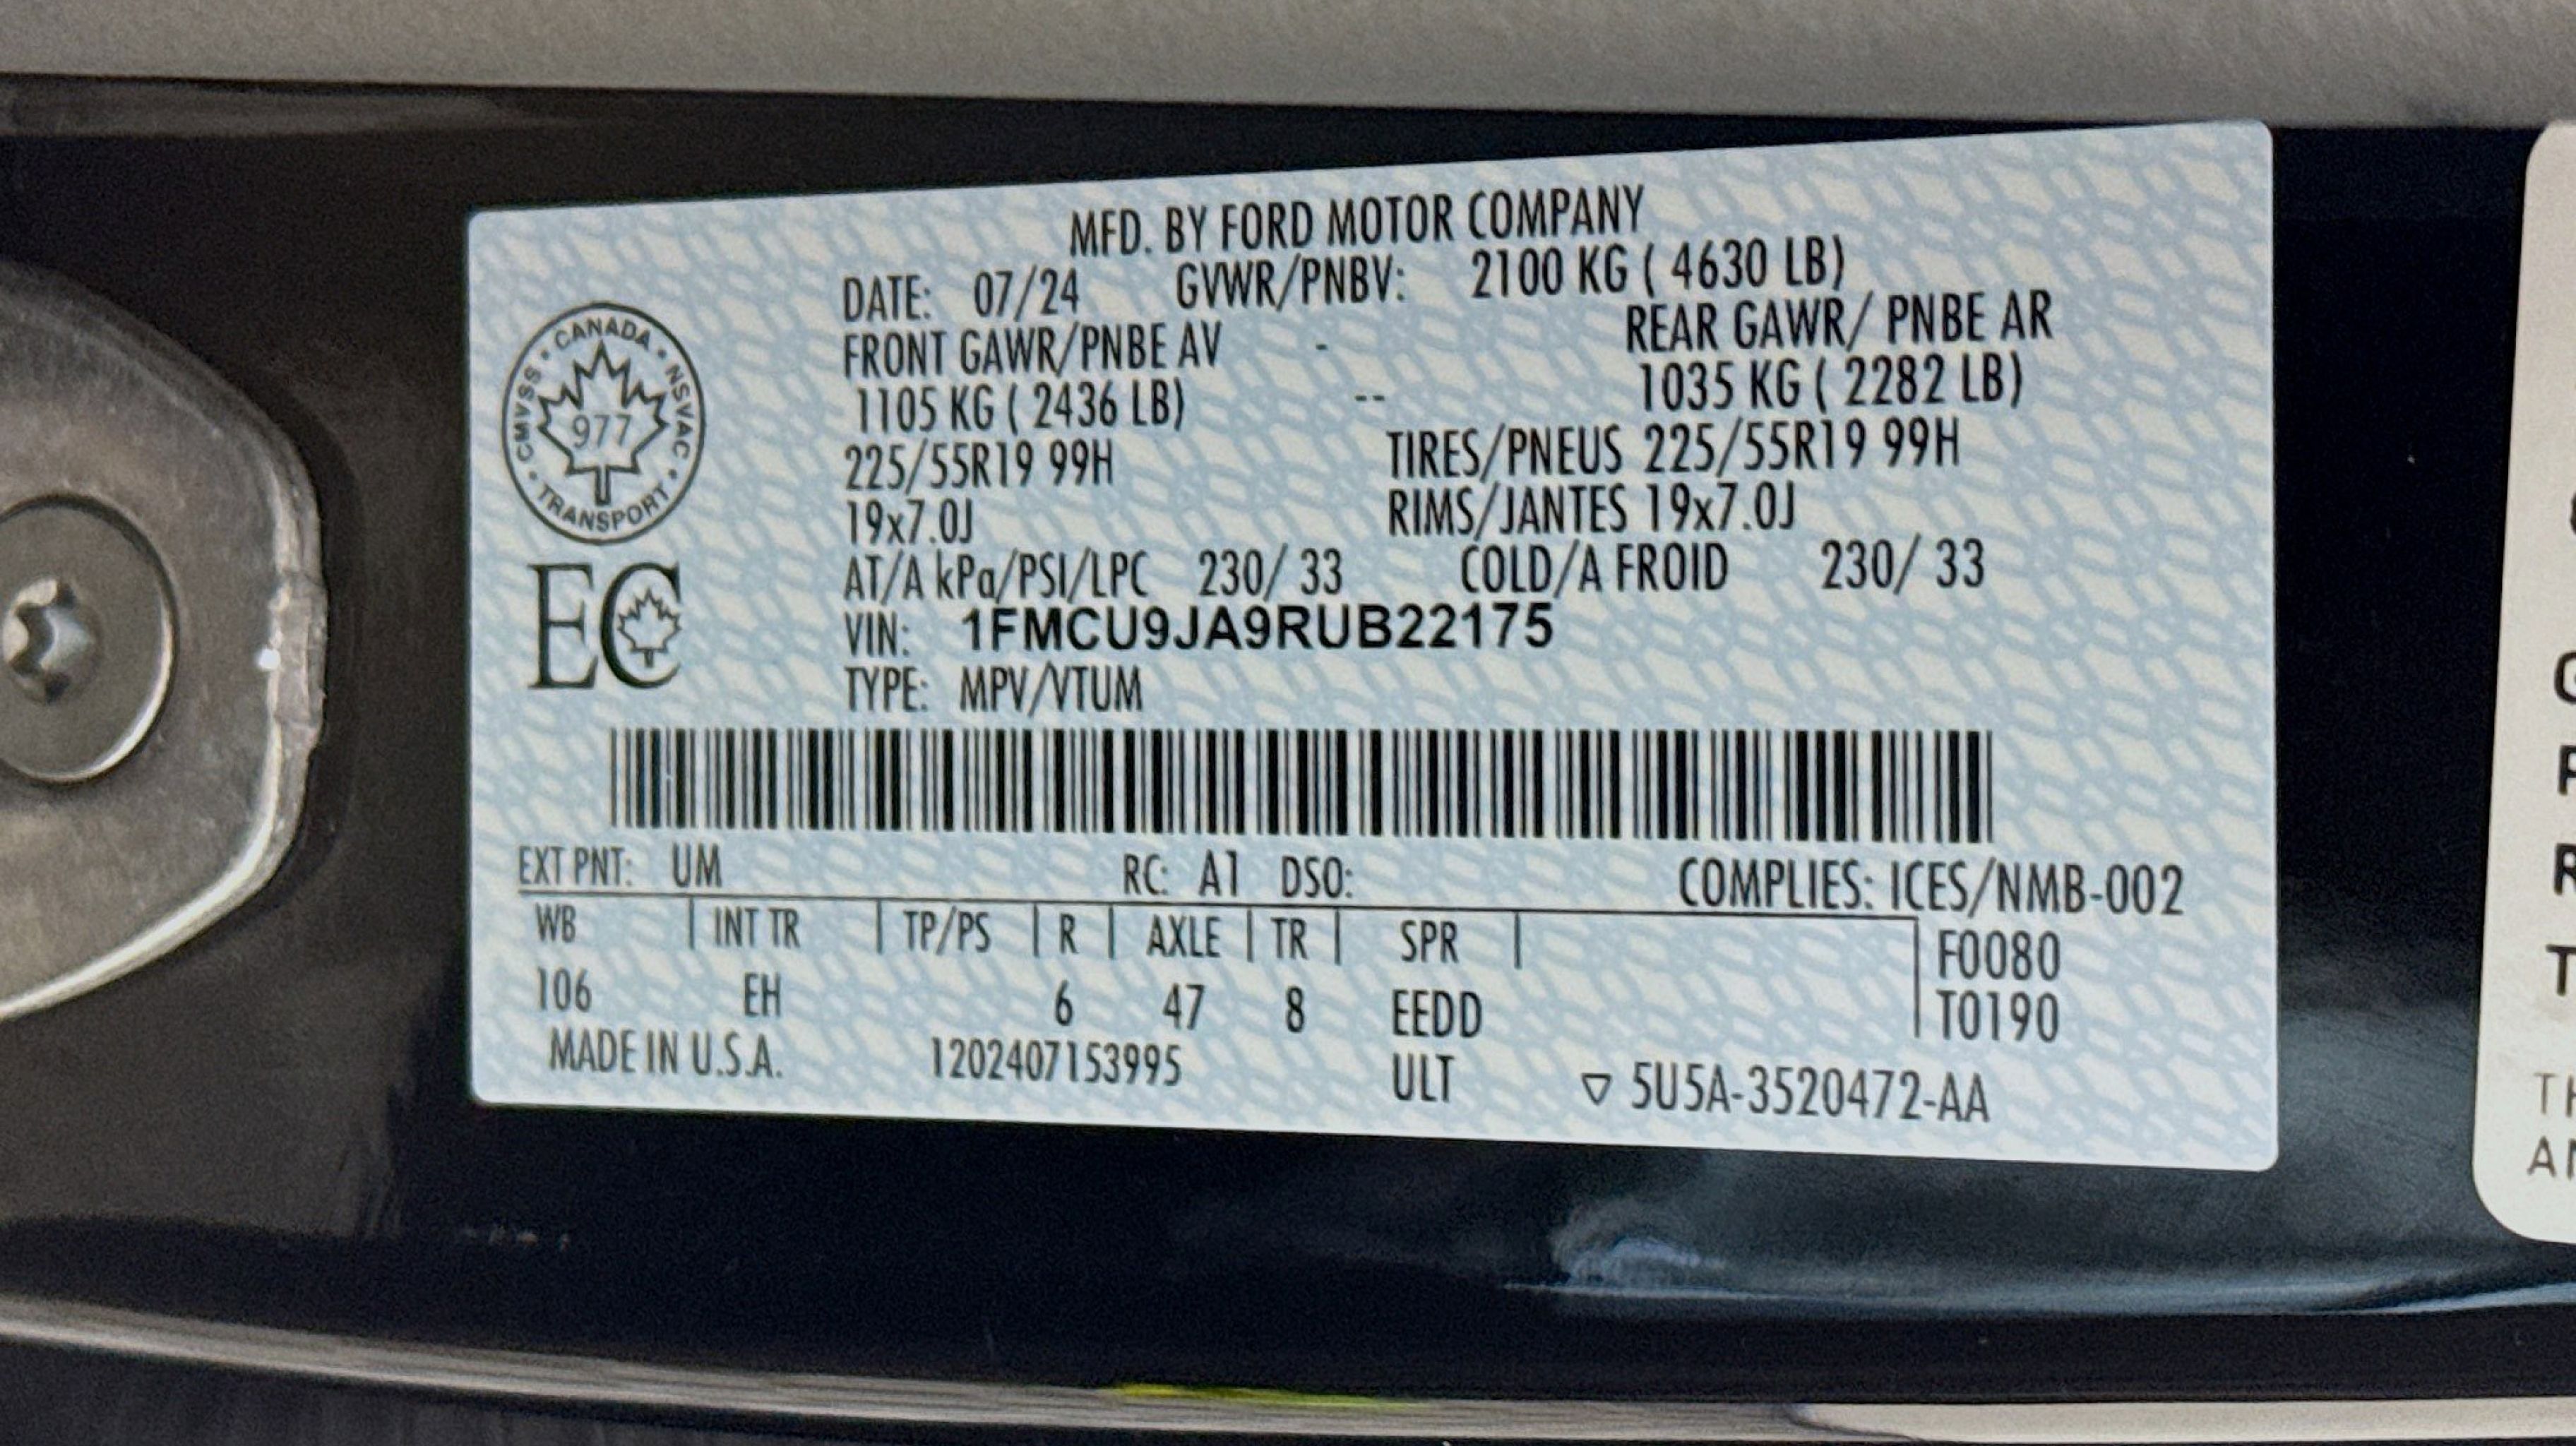 MFD. BY FORD MOTOR COMPANY
DATE: 07/24 GVWR/PNBV: 2100 KG ( 4630 LB)
FRONT GAWR/PNBE AV - REAR GAWR/ PNBE AR
1105 KG ( 2436 LB) -- 1035 KG ( 2282 LB)
225/55R19 99H TIRES/PNEUS 225/55R19 99H
19x7.0J RIMS/JANTES 19x7.0J
AT/A kPa/PSI/LPC 230/ 33 COLD/A FROID 230/ 33
VIN: 1FMCU9JA9RUB22175
TYPE: MPV/VTUM
CANADA • NSVAC • TRANSPORT • CMVSS •
977
EC
EXT PNT: UM RC: A1 DSO: COMPLIES: ICES/NMB-002
WB | INT TR | TP/PS | R | AXLE | TR | SPR | F0080
106 EH 6 47 8 EEDD T0190
MADE IN U.S.A. 1202407153995 ULT ▽ 5U5A-3520472-AA